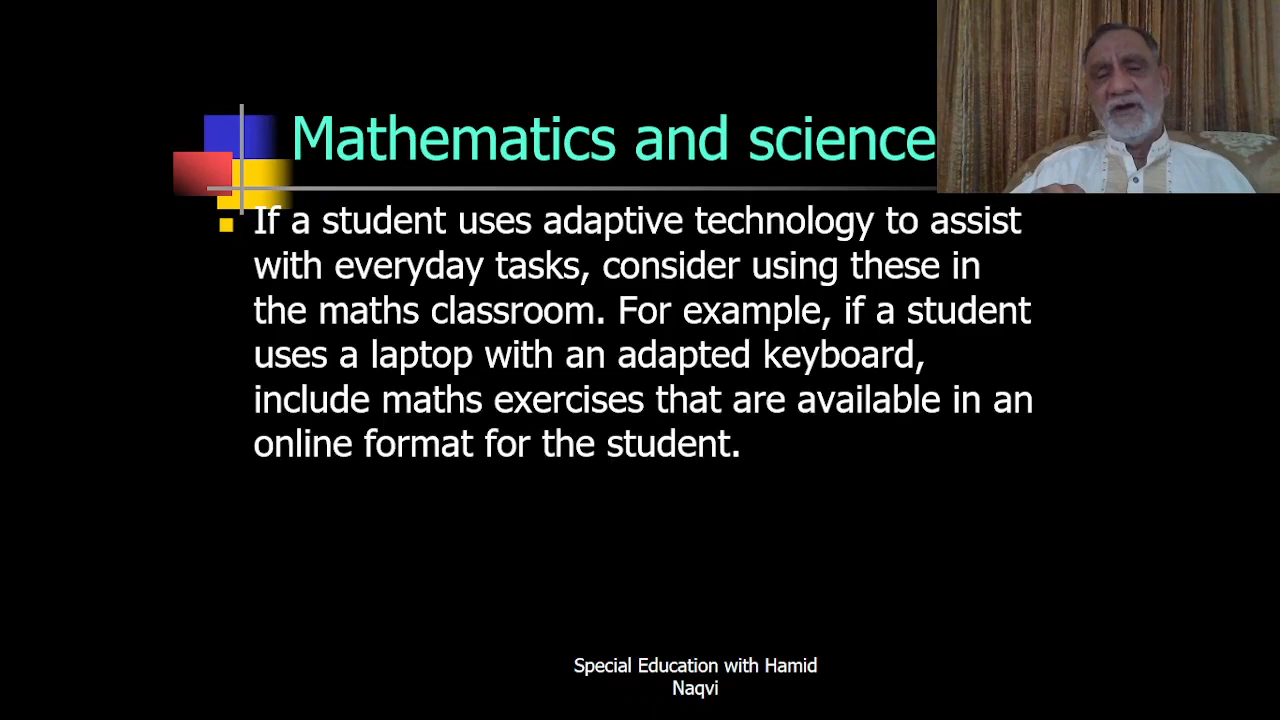 Mathematics and science
If a student uses adaptive technology to assist
with everyday tasks, consider using these in
the maths classroom. For example, if a student
uses a laptop with an adapted keyboard,
include maths exercises that are available in an
online format for the student.
Special Education with Hamid
Naqvi